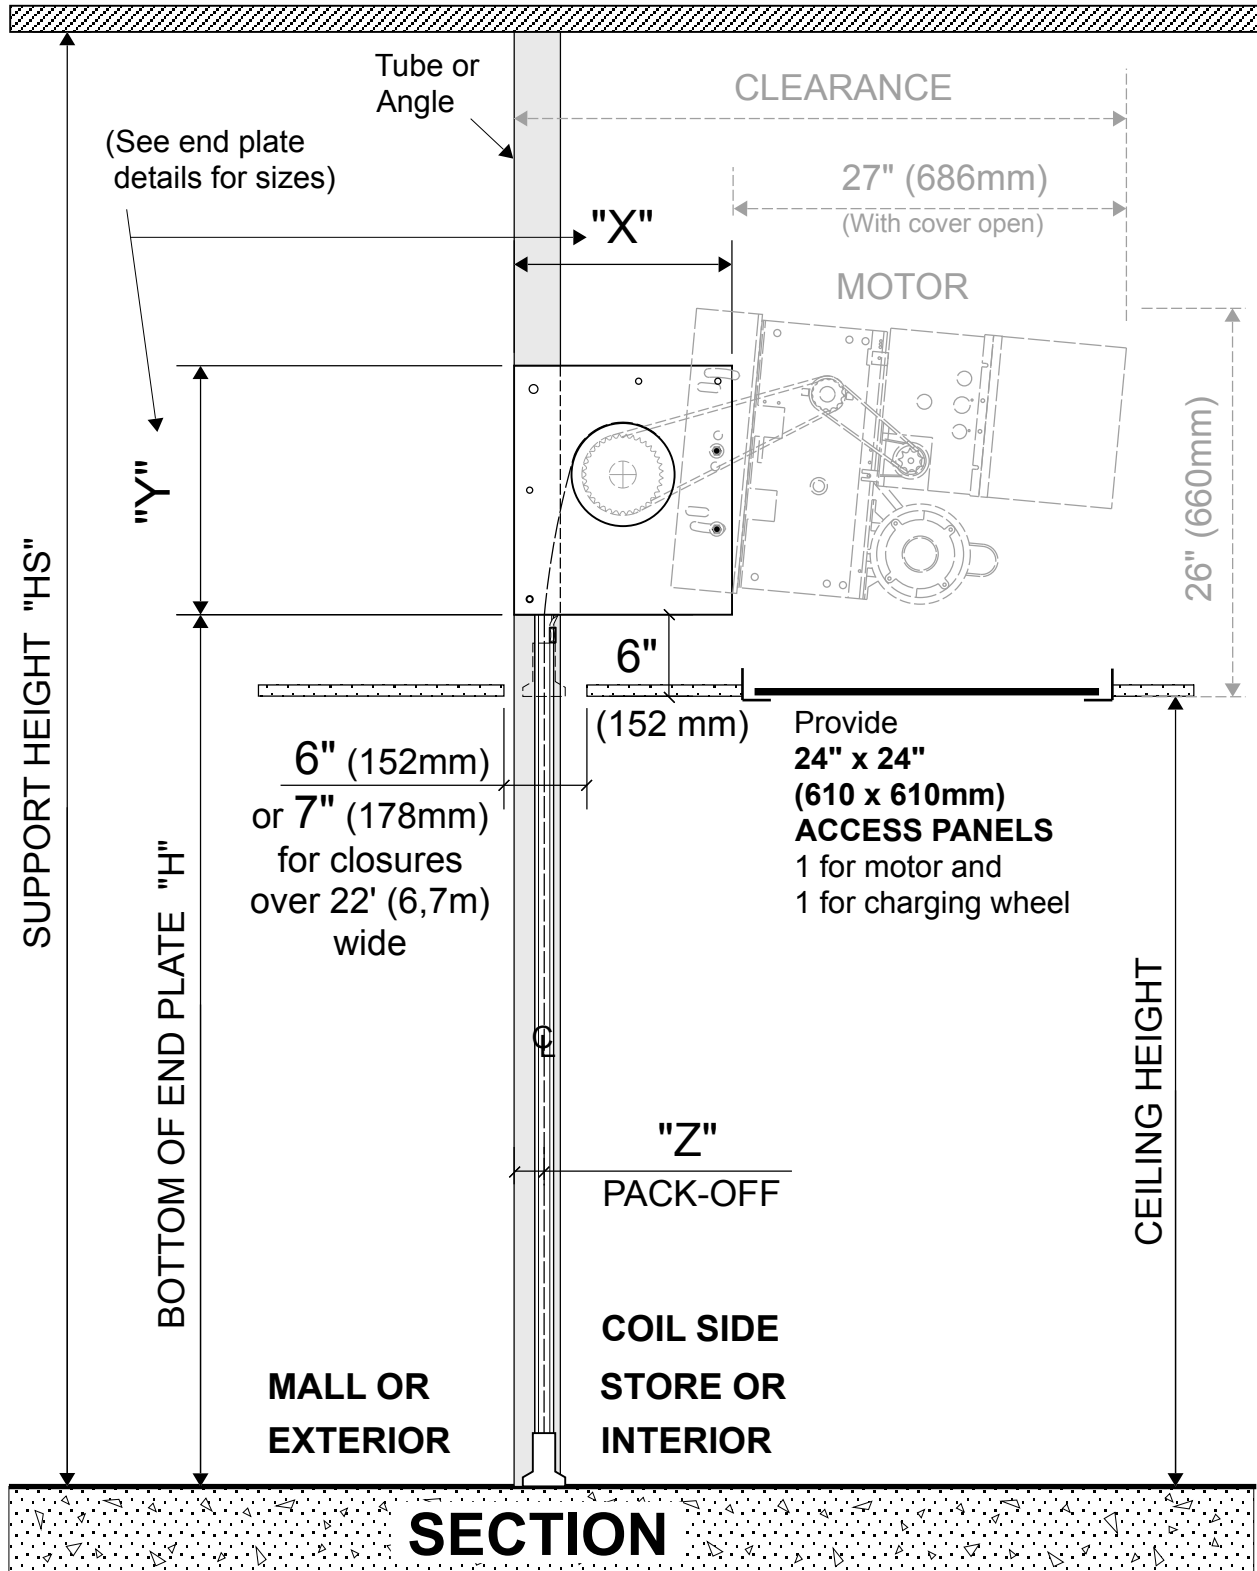 Tube or
Angle
CLEARANCE
(See end plate
details for sizes)
27" (686mm)
(With cover open)
"X"
MOTOR
"Y"
26" (660mm)
SUPPORT HEIGHT "HS"
6"
(152 mm)
6" (152mm)
or 7" (178mm)
for closures
over 22' (6,7m)
wide
Provide
24" x 24"
(610 x 610mm)
ACCESS PANELS
1 for motor and
1 for charging wheel
BOTTOM OF END PLATE "H"
CEILING HEIGHT
CL
"Z"
PACK-OFF
MALL OR
EXTERIOR
COIL SIDE
STORE OR
INTERIOR
SECTION